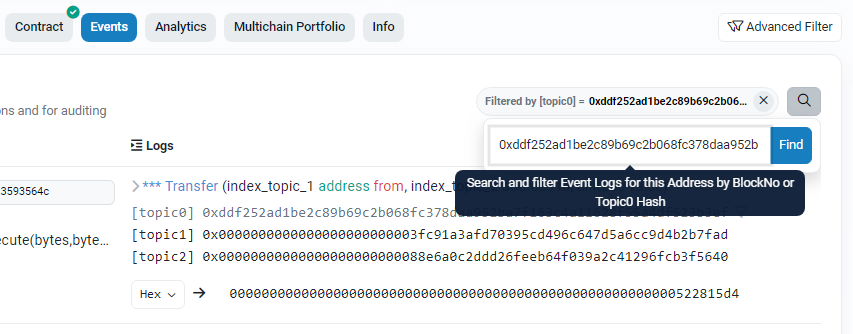 Contract Events Analytics Multichain Portfolio Info Advanced Filter
Filtered by [topic0] = 0xddf252ad1be2c89b69c2b06...
ons and for auditing
Logs
0xddf252ad1be2c89b69c2b068fc378daa952b Find
Search and filter Event Logs for this Address by BlockNo or
Topic0 Hash
3593564c
*** Transfer (index_topic_1 address from, index_t
[topic0] 0xddf252ad1be2c89b69c2b068fc378d
ecute(bytes,byte...
[topic1] 0x0000000000000000000000003fc91a3afd70395cd496c647d5a6cc9d4b2b7fad
[topic2] 0x00000000000000000000000088e6a0c2ddd26feeb64f039a2c41296fcb3f5640
Hex 00000000000000000000000000000000000000000000000000000000522815d4